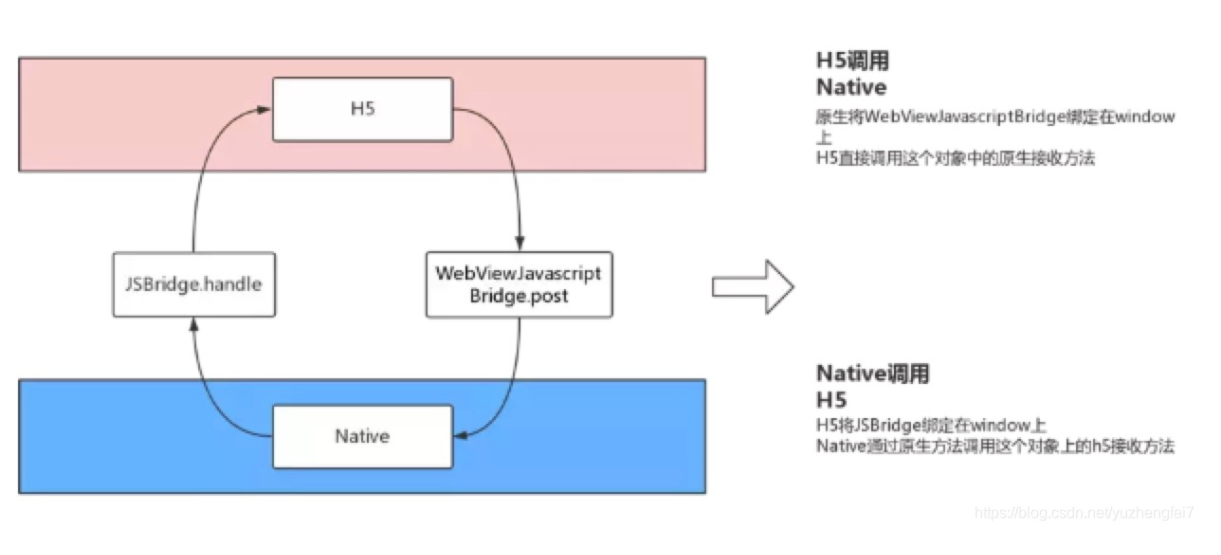 H5
JSBridge.handle
WebViewJavascript
Bridge.post
Native
H5调用
Native
原生将WebViewJavascriptBridge绑定在window
上
H5直接调用这个对象中的原生接收方法
Native调用
H5
H5将JSBridge绑定在window上
Native通过原生方法调用这个对象上的h5接收方法
https://blog.csdn.net/yuzhengfei7